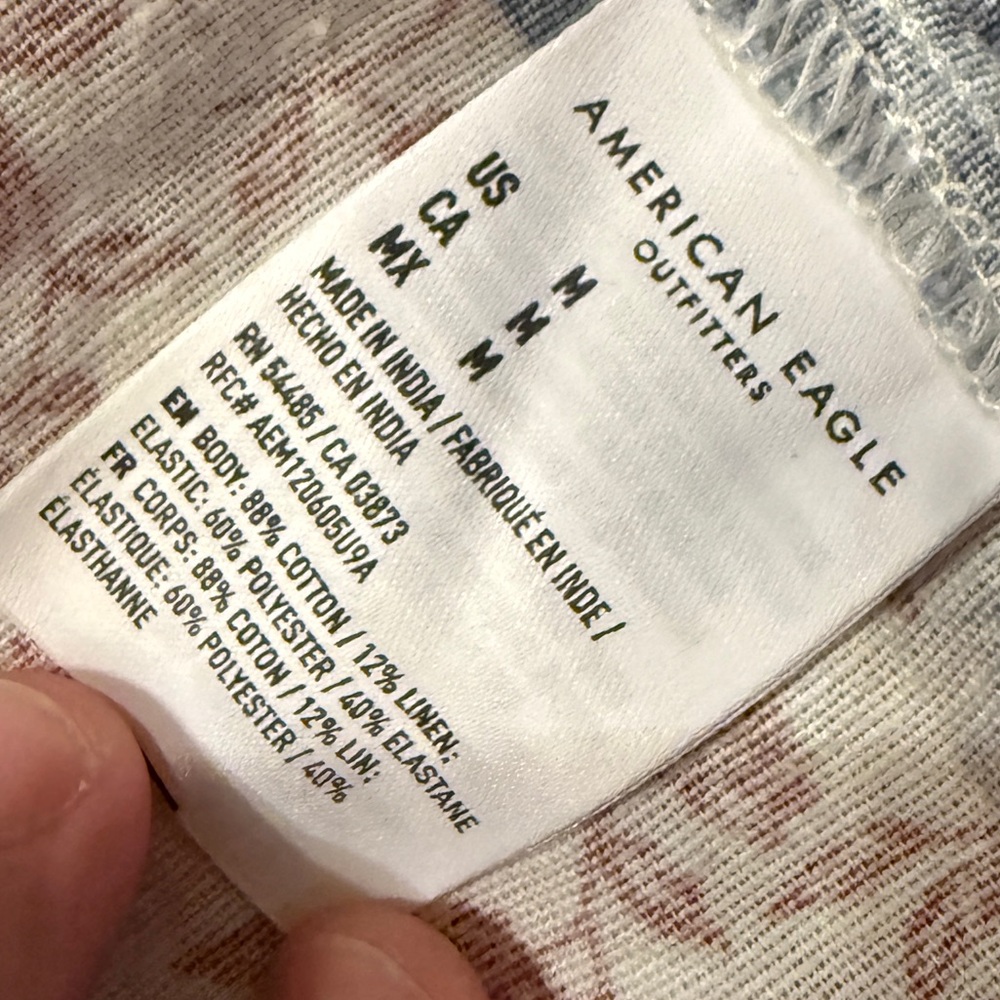 AMERICAN EAGLE
OUTFITTERS
US M
CA M
MX M
MADE IN INDIA / FABRIQUÉ EN INDE /
HECHO EN INDIA
RN 54485 / CA 03873
RFC# AEM120605U9A
EN BODY: 88% COTTON / 12% LINEN;
ELASTIC: 60% POLYESTER / 40% ELASTANE
FR CORPS: 88% COTON / 12% LIN;
ÉLASTIQUE: 60% POLYESTER / 40%
ÉLASTHANNE